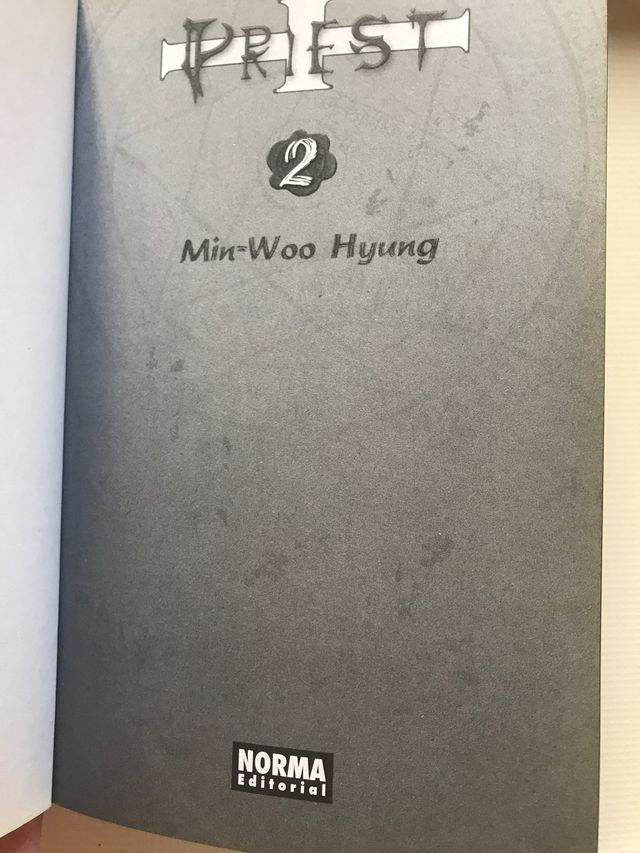 PRIEST
2
Min-Woo Hyung
NORMA
Editorial